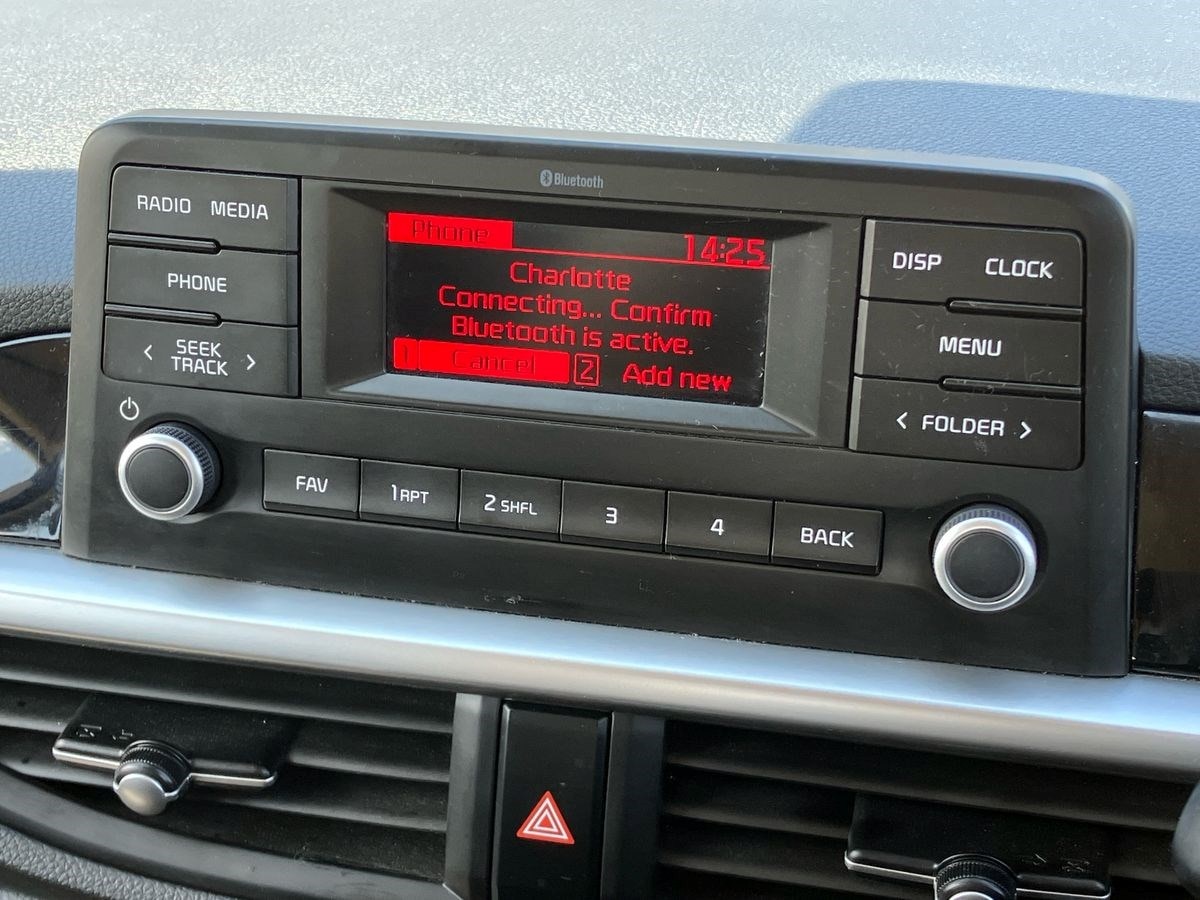 Bluetooth
RADIO MEDIA
PHONE
< SEEK >
TRACK
Phone
14:25
Charlotte
Connecting... Confirm
Bluetooth is active.
1 Cancel 2 Add new
DISP CLOCK
MENU
< FOLDER >
FAV
1 RPT
2 SHFL
3
4
BACK